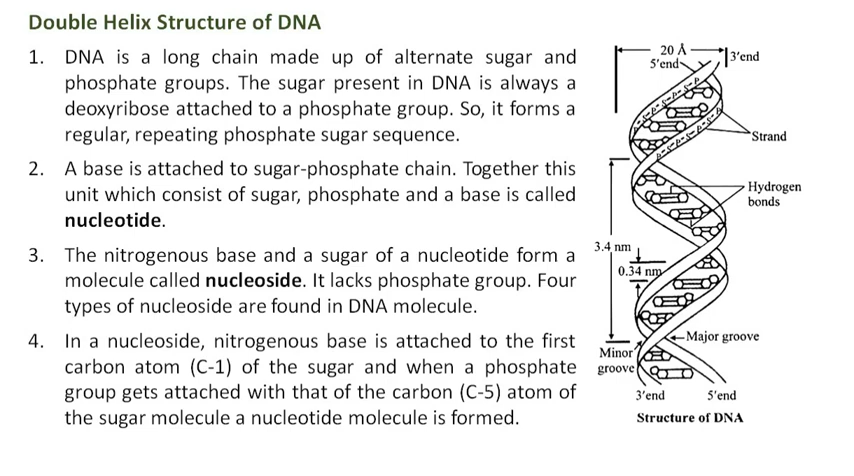 Double Helix Structure of DNA
1. DNA is a long chain made up of alternate sugar and
phosphate groups. The sugar present in DNA is always a
deoxyribose attached to a phosphate group. So, it forms a
regular, repeating phosphate sugar sequence.
2. A base is attached to sugar-phosphate chain. Together this
unit which consist of sugar, phosphate and a base is called
nucleotide.
3. The nitrogenous base and a sugar of a nucleotide form a
molecule called nucleoside. It lacks phosphate group. Four
types of nucleoside are found in DNA molecule.
4. In a nucleoside, nitrogenous base is attached to the first
carbon atom (C-1) of the sugar and when a phosphate
group gets attached with that of the carbon (C-5) atom of
the sugar molecule a nucleotide molecule is formed.
20 Å
5'end
3'end
Strand
Hydrogen
bonds
3.4 nm
0.34 nm
Major groove
Minor
groove
3'end
5'end
Structure of DNA